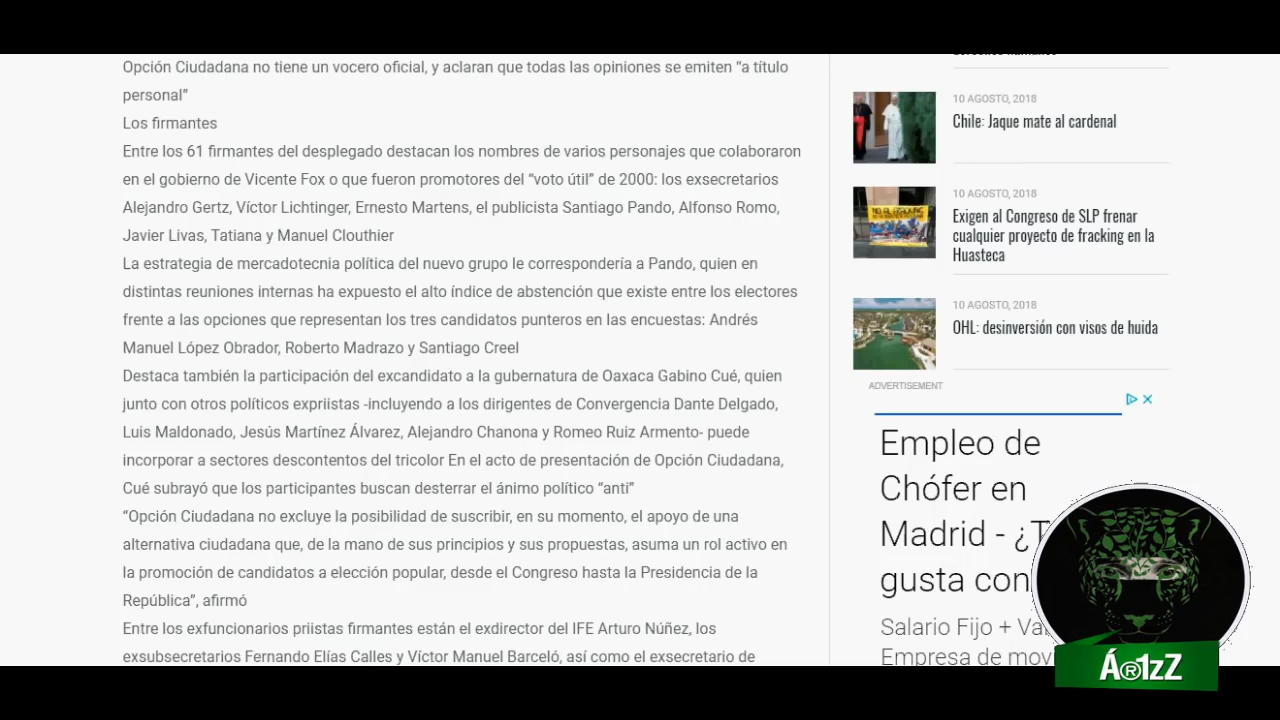 Opción Ciudadana no tiene un vocero oficial, y aclaran que todas las opiniones se emiten “a título
personal”
Los firmantes
Entre los 61 firmantes del desplegado destacan los nombres de varios personajes que colaboraron
en el gobierno de Vicente Fox o que fueron promotores del “voto útil” de 2000: los exsecretarios
Alejandro Gertz, Víctor Lichtinger, Ernesto Martens, el publicista Santiago Pando, Alfonso Romo,
Javier Livas, Tatiana y Manuel Clouthier
La estrategia de mercadotecnia política del nuevo grupo le correspondería a Pando, quien en
distintas reuniones internas ha expuesto el alto índice de abstención que existe entre los electores
frente a las opciones que representan los tres candidatos punteros en las encuestas: Andrés
Manuel López Obrador, Roberto Madrazo y Santiago Creel
Destaca también la participación del excandidato a la gubernatura de Oaxaca Gabino Cué, quien
junto con otros políticos expriistas -incluyendo a los dirigentes de Convergencia Dante Delgado,
Luis Maldonado, Jesús Martínez Álvarez, Alejandro Chanona y Romeo Ruiz Armento- puede
incorporar a sectores descontentos del tricolor En el acto de presentación de Opción Ciudadana,
Cué subrayó que los participantes buscan desterrar el ánimo político “anti”
“Opción Ciudadana no excluye la posibilidad de suscribir, en su momento, el apoyo de una
alternativa ciudadana que, de la mano de sus principios y sus propuestas, asuma un rol activo en
la promoción de candidatos a elección popular, desde el Congreso hasta la Presidencia de la
República”, afirmó
Entre los exfuncionarios priistas firmantes están el exdirector del IFE Arturo Núñez, los
exsubsecretarios Fernando Elías Calles y Víctor Manuel Barceló, así como el exsecretario de
10 AGOSTO, 2018
Chile: Jaque mate al cardenal
10 AGOSTO, 2018
Exigen al Congreso de SLP frenar
cualquier proyecto de fracking en la
Huasteca
10 AGOSTO, 2018
OHL: desinversión con visos de huida
ADVERTISEMENT
Empleo de
Chófer en
Madrid - ¿T
gusta con
Salario Fijo + Va
Empresa de mov
Á®1zZ